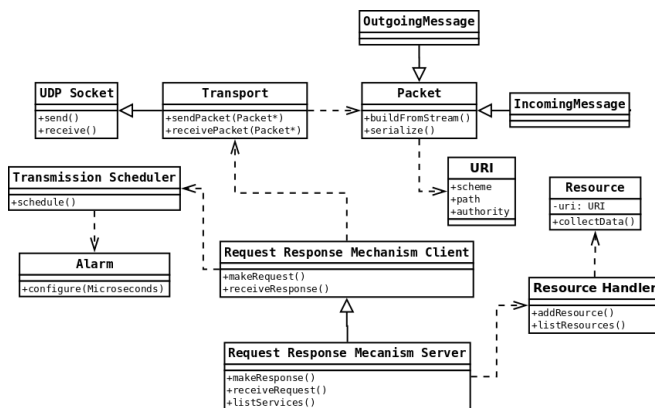 OutgoingMessage
UDP Socket
+send()
+receive()
Transport
+sendPacket(Packet*)
+receivePacket(Packet*)
Packet
+buildFromStream()
+serialize()
IncomingMessage
Transmission Scheduler
+schedule()
URI
+scheme
+path
+authority
Resource
-uri: URI
+collectData()
Alarm
+configure(Microseconds)
Request Response Mechanism Client
+makeRequest()
+receiveResponse()
Resource Handler
+addResource()
+listResources()
Request Response Mecanism Server
+makeResponse()
+receiveRequest()
+listServices()